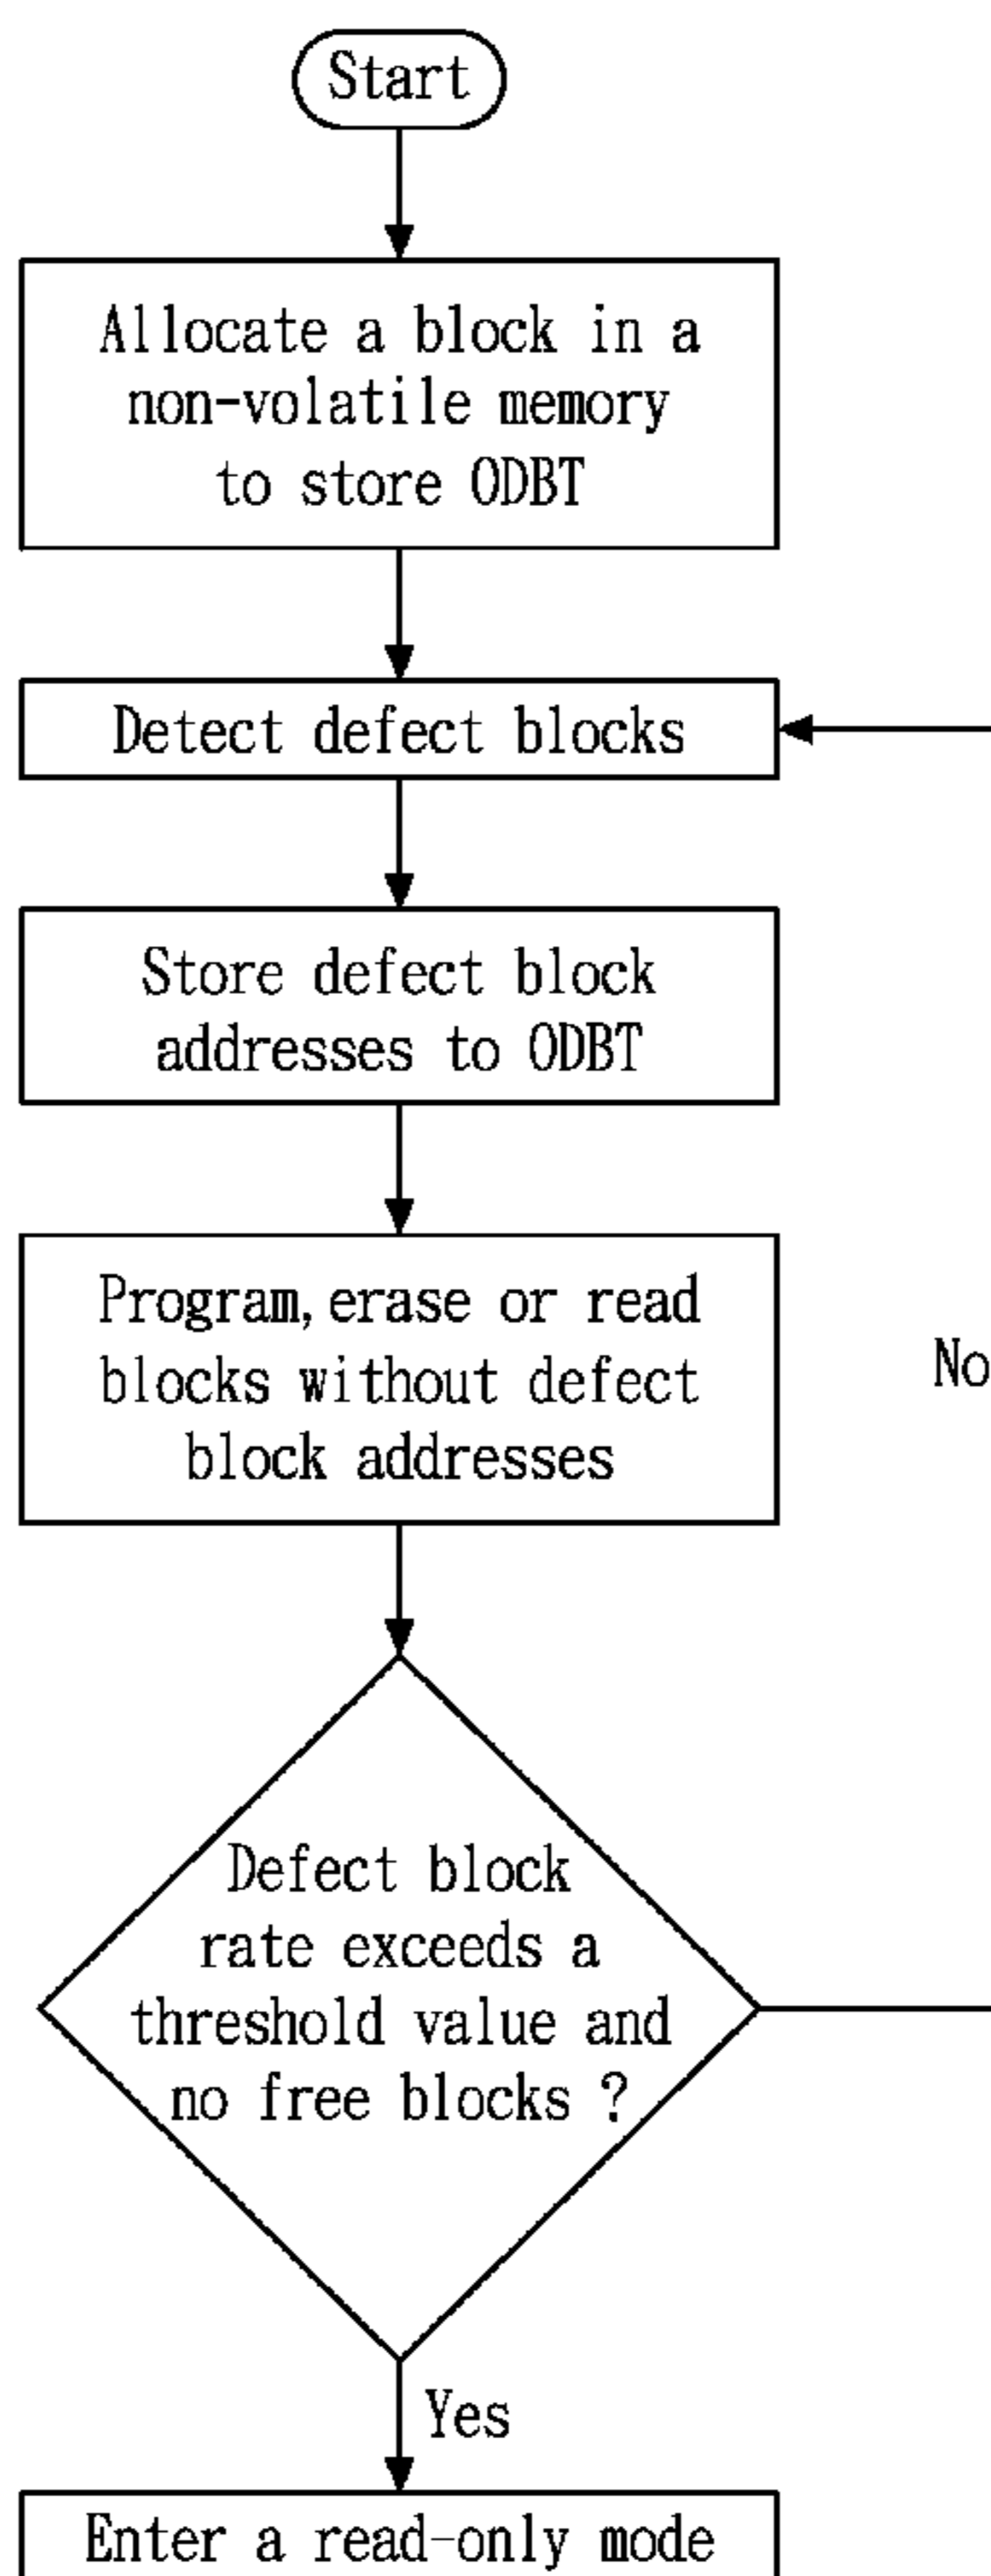 Start
Allocate a block in a
non-volatile memory
to store ODBT
Detect defect blocks
Store defect block
addresses to ODBT
Program, erase or read
blocks without defect
block addresses
No
Defect block
rate exceeds a
threshold value and
no free blocks ?
Yes
Enter a read-only mode